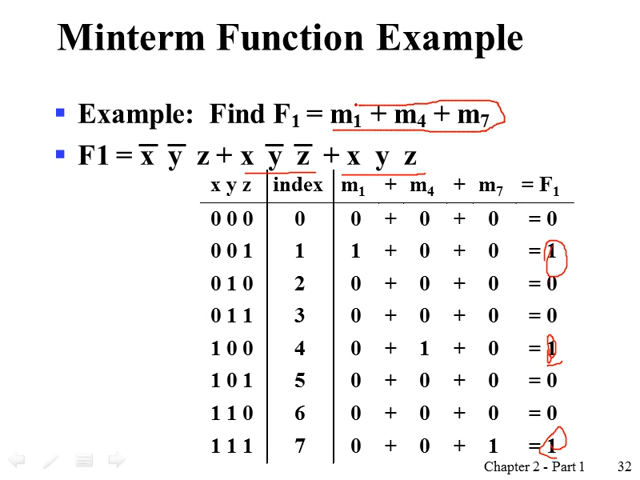 Minterm Function Example
Example: Find F₁ = m₁ + m₄ + m₇
F1 = x̅ y̅ z + x y̅ z̅ + x y z
x y z index m₁ + m₄ + m₇ = F₁
0 0 0 0 0 + 0 + 0 = 0
0 0 1 1 1 + 0 + 0 = 1
0 1 0 2 0 + 0 + 0 = 0
0 1 1 3 0 + 0 + 0 = 0
1 0 0 4 0 + 1 + 0 = 1
1 0 1 5 0 + 0 + 0 = 0
1 1 0 6 0 + 0 + 0 = 0
1 1 1 7 0 + 0 + 1 = 1
Chapter 2 - Part 1 32